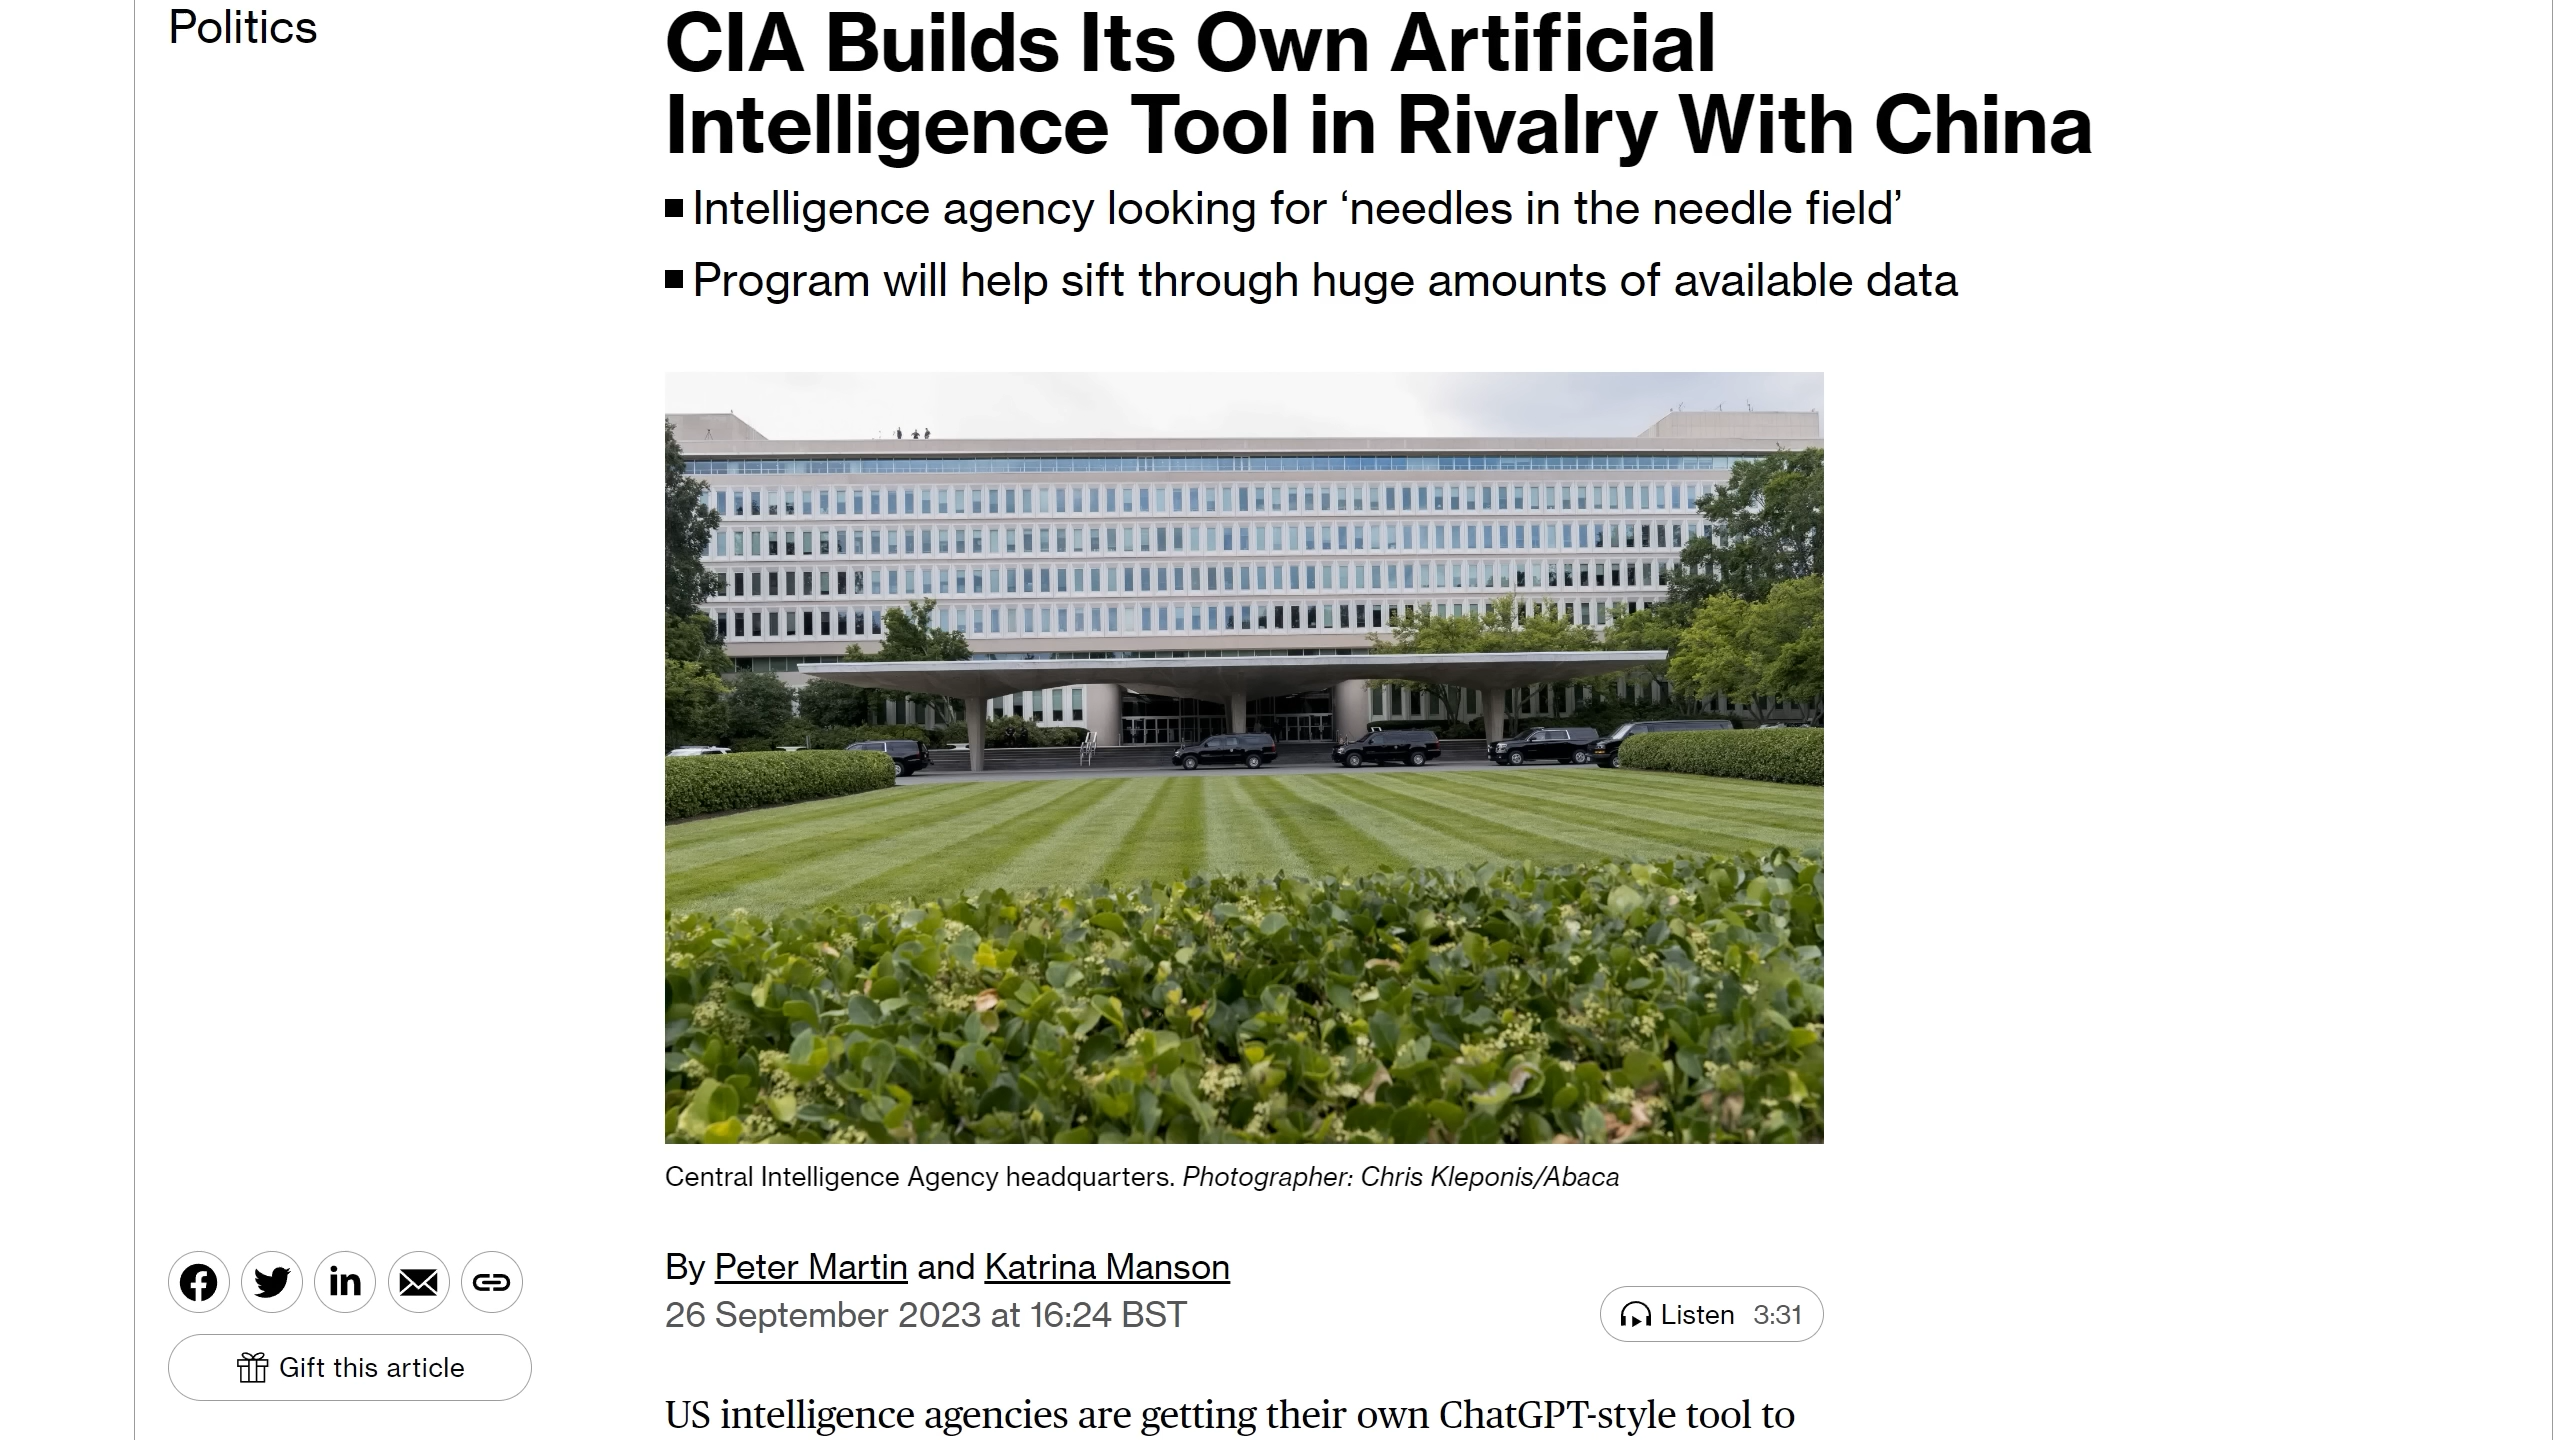 Politics
CIA Builds Its Own Artificial
Intelligence Tool in Rivalry With China
Intelligence agency looking for ‘needles in the needle field’
Program will help sift through huge amounts of available data
Central Intelligence Agency headquarters. Photographer: Chris Kleponis/Abaca
By Peter Martin and Katrina Manson
26 September 2023 at 16:24 BST
Listen 3:31
Gift this article
US intelligence agencies are getting their own ChatGPT-style tool to